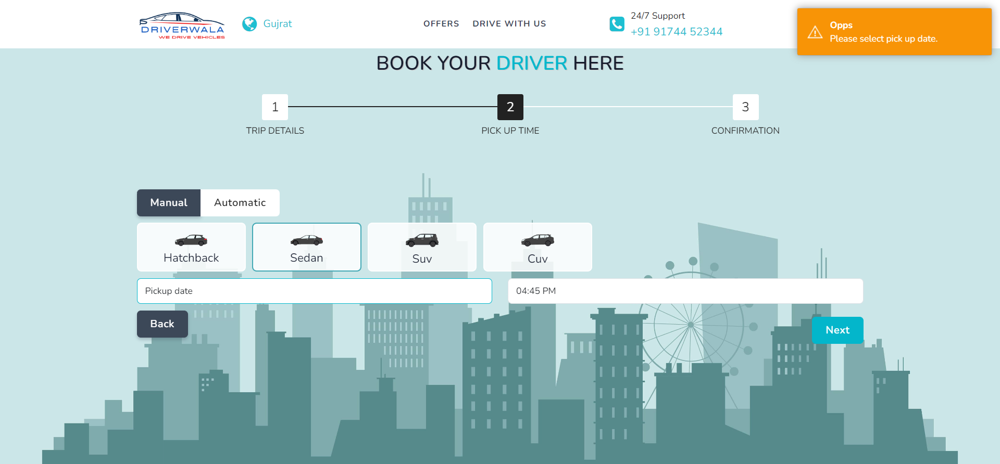 DRIVERWALA
WE DRIVE VEHICLES
Gujrat
OFFERS
DRIVE WITH US
24/7 Support
+91 91744 52344
Opps
Please select pick up date.
BOOK YOUR DRIVER HERE
1
2
3
TRIP DETAILS
PICK UP TIME
CONFIRMATION
Manual
Automatic
Hatchback
Sedan
Suv
Cuv
Pickup date
04:45 PM
Back
Next